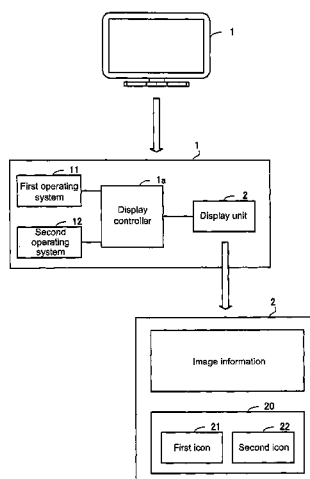 1
1
11
First operating
system
1a
Display
controller
2
Display unit
12
Second
operating
system
2
Image information
20
21
First icon
22
Second icon